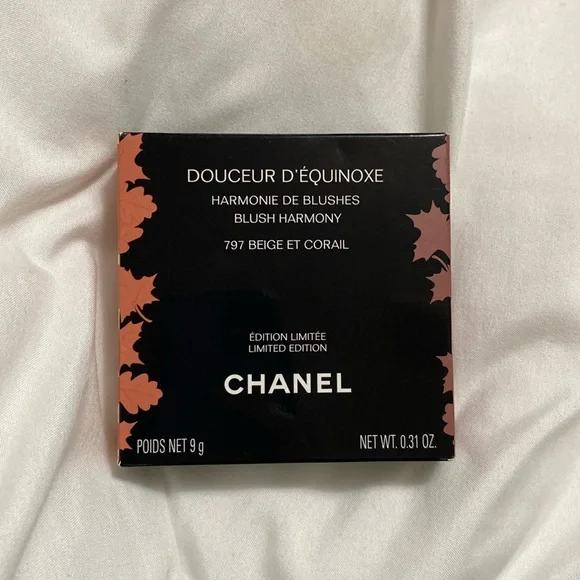 DOUCEUR D'ÉQUINOXE
HARMONIE DE BLUSHES
BLUSH HARMONY
797 BEIGE ET CORAIL
ÉDITION LIMITÉE
LIMITED EDITION
CHANEL
POIDS NET 9 g
NET WT. 0.31 OZ.